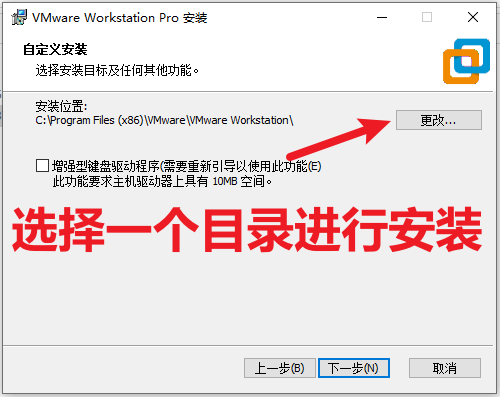 VMware Workstation Pro 安装
自定义安装
选择安装目标及任何其他功能。
安装位置:
C:\Program Files (x86)\VMware\VMware Workstation\
更改...
增强型键盘驱动程序(需要重新引导以使用此功能(E)
此功能要求主机驱动器上具有 10MB 空间。
选择一个目录进行安装
上一步(B)
下一步(N)
取消